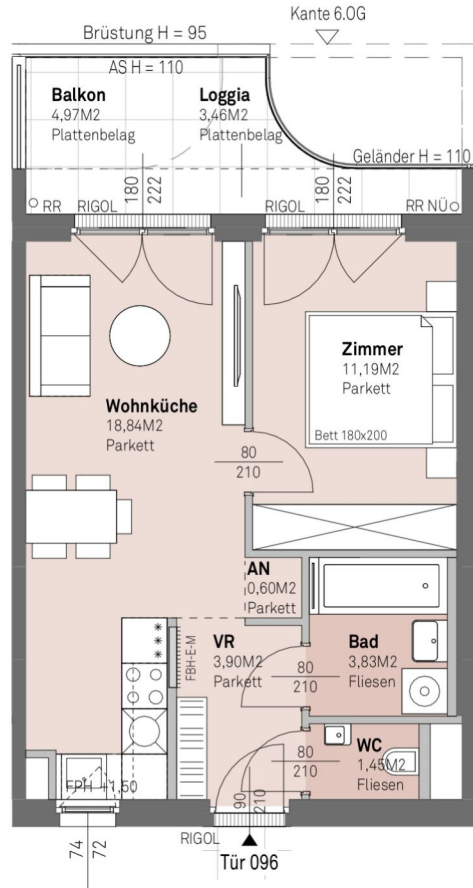 Kante 6.OG
Brüstung H = 95
AS H = 110
Balkon
4,97M2
Plattenbelag
Loggia
3,46M2
Plattenbelag
Geländer H = 110
180
222
180
222
RR
RIGOL
RIGOL
RR NÜ
Zimmer
11,19M2
Parkett
Bett 180x200
Wohnküche
18,84M2
Parkett
80
210
AN
0,60M2
Parkett
VR
3,90M2
Parkett
FBH-E-M
Bad
3,83M2
Fliesen
80
210
WC
1,45M2
Fliesen
80
210
FPH +1,50
90
210
74
72
RIGOL
Tür 096